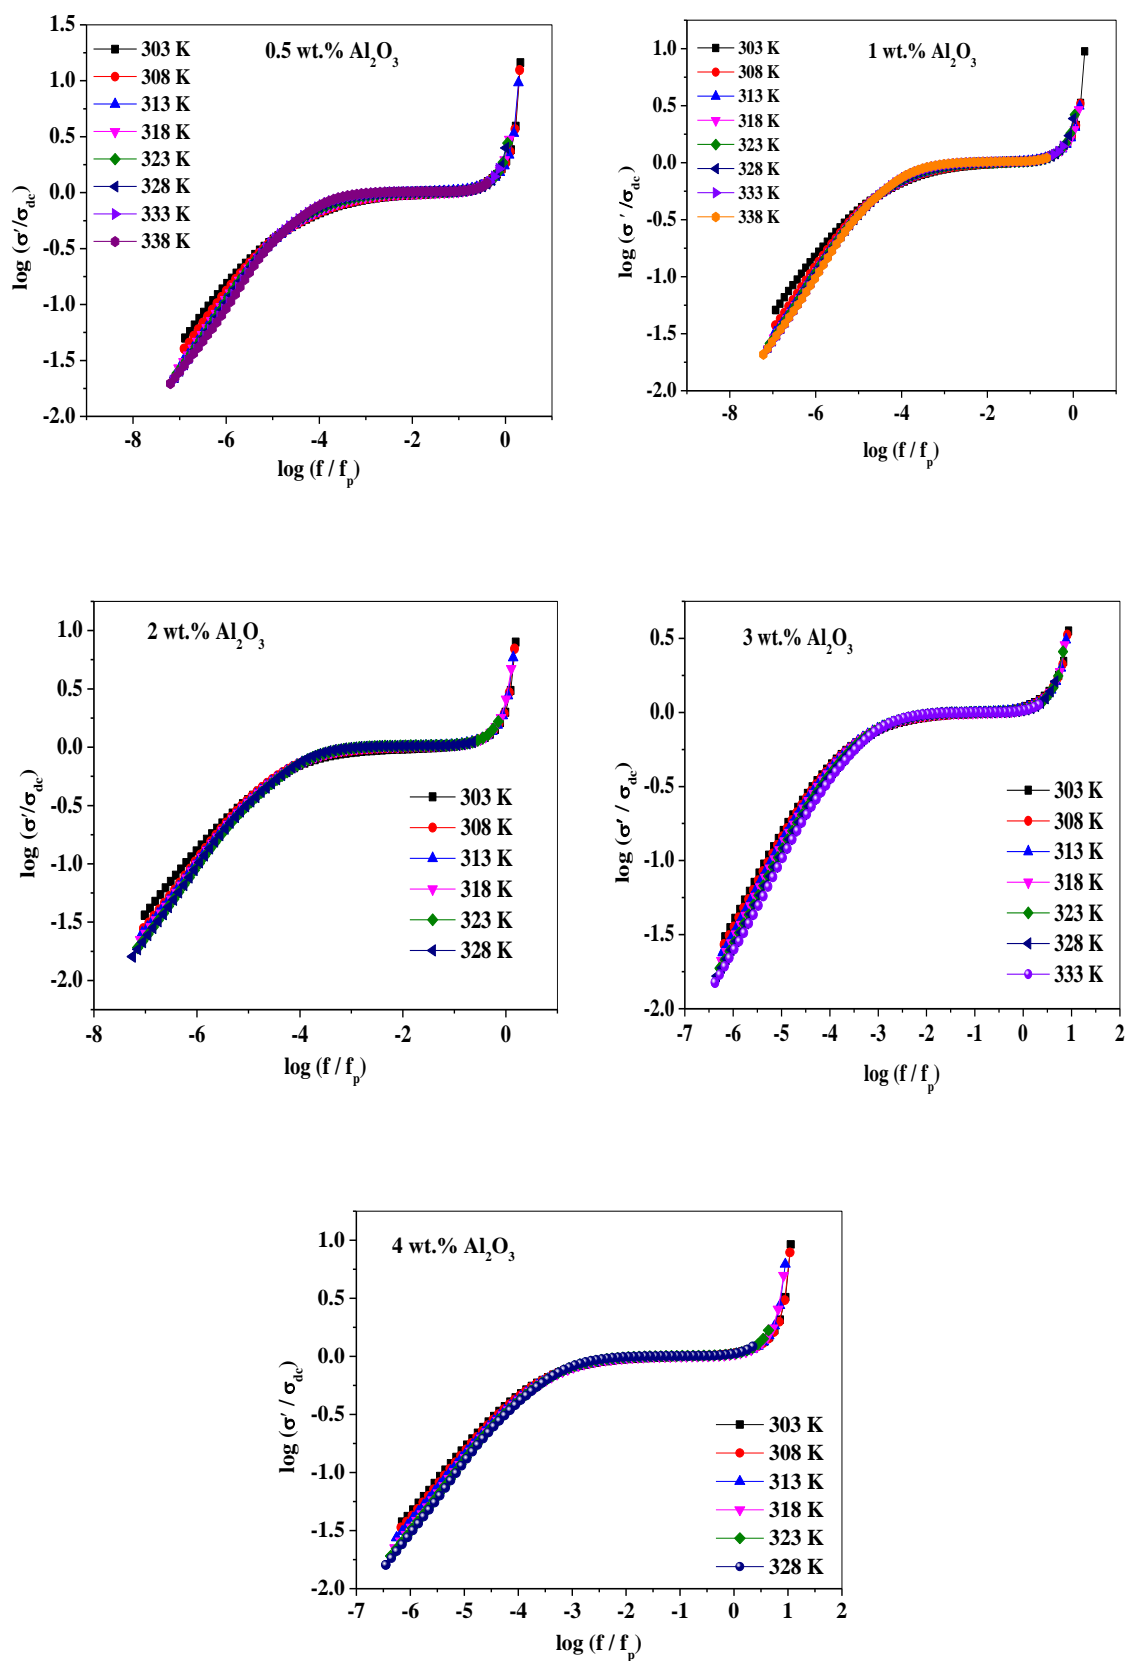 0.5 wt.% Al₂O₃
303 K
308 K
313 K
318 K
323 K
328 K
333 K
338 K
1.5
1.0
0.5
0.0
-0.5
-1.0
-1.5
-2.0
log (σ'/σdc)
-8 -6 -4 -2 0
log (f / fp)
1 wt.% Al₂O₃
303 K
308 K
313 K
318 K
323 K
328 K
333 K
338 K
1.0
0.5
0.0
-0.5
-1.0
-1.5
-2.0
log (σ '/σdc)
-8 -6 -4 -2 0
log (f / fp)
2 wt.% Al₂O₃
1.0
0.5
0.0
-0.5
-1.0
-1.5
-2.0
log (σ'/σdc)
303 K
308 K
313 K
318 K
323 K
328 K
-8 -6 -4 -2 0
log (f / fp)
3 wt.% Al₂O₃
0.5
0.0
-0.5
-1.0
-1.5
-2.0
log (σ' / σdc)
303 K
308 K
313 K
318 K
323 K
328 K
333 K
-7 -6 -5 -4 -3 -2 -1 0 1 2
log (f / fp)
4 wt.% Al₂O₃
1.0
0.5
0.0
-0.5
-1.0
-1.5
-2.0
log (σ' / σdc)
303 K
308 K
313 K
318 K
323 K
328 K
-7 -6 -5 -4 -3 -2 -1 0 1 2
log (f / fp)